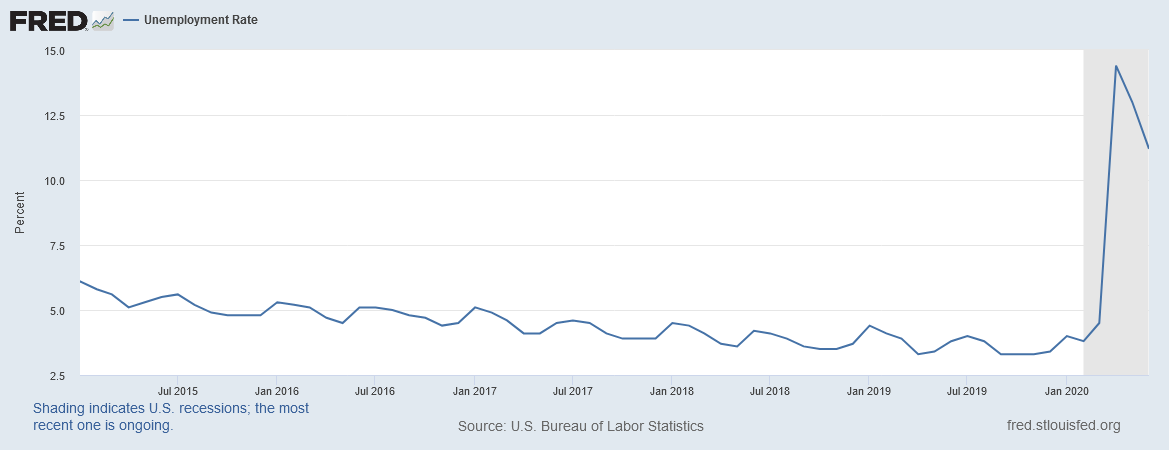 FRED
Unemployment Rate
15.0
12.5
10.0
7.5
5.0
2.5
Percent
Jul 2015 Jan 2016 Jul 2016 Jan 2017 Jul 2017 Jan 2018 Jul 2018 Jan 2019 Jul 2019 Jan 2020
Shading indicates U.S. recessions; the most
recent one is ongoing.
Source: U.S. Bureau of Labor Statistics
fred.stlouisfed.org